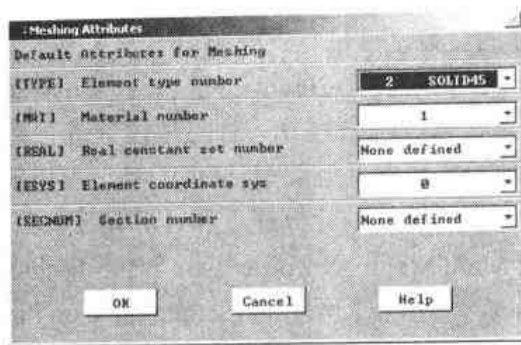 Meshing Attributes
Default Attributes for Meshing
[TYPE] Element type number 2 SOLID45
[MAT] Material number 1
[REAL] Real constant set number None defined
[ESYS] Element coordinate sys 0
[SECNUM] Section number None defined
OK Cancel Help